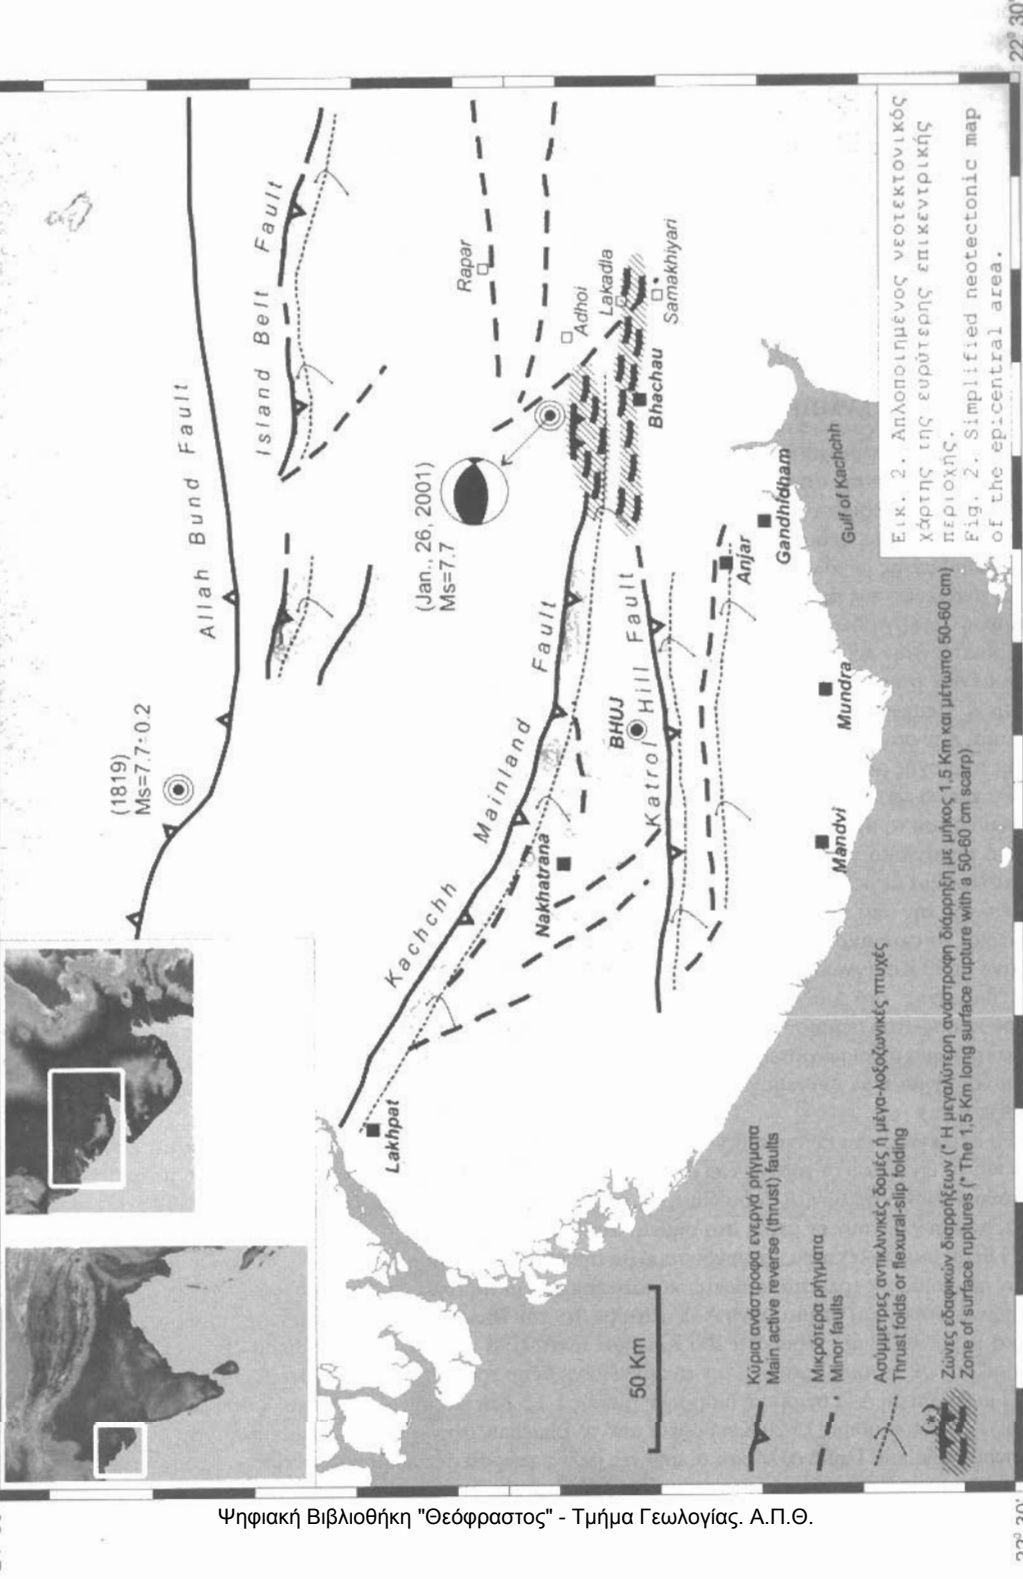 (1819)
Ms=7.7±0.2
Allah Bund Fault
Island Belt Fault
(Jan., 26, 2001)
Ms=7.7
Rapar
Adhoi
Lakadla
Samakhiyari
Bhachau
Kachchh Mainland Fault
Lakhpat
Nakhatrana
BHUJ
Katrol Hill Fault
Anjar
Gandhidham
Gulf of Kachchh
Mundra
Mandvi
50 Km
Κύρια ανάστροφα ενεργά ρήγματα
Main active reverse (thrust) faults
Μικρότερα ρήγματα
Minor faults
Ασύμμετρες αντικλινικές δομές ή μέγα-λοξοζωνικές πτυχές
Thrust folds or flexural-slip folding
(*)
Ζώνες εδαφικών διαρρήξεων (* Η μεγαλύτερη ανάστροφη διάρρηξη με μήκος 1,5 Km και μέτωπο 50-60 cm)
Zone of surface ruptures (* The 1,5 Km long surface rupture with a 50-60 cm scarp)
Εικ. 2. Απλοποιημένος νεοτεκτονικός
χάρτης της ευρύτερης επικεντρικής
περιοχής.
Fig. 2. Simplified neotectonic map
of the epicentral area.
22° 30'
22° 30'
Ψηφιακή Βιβλιοθήκη "Θεόφραστος" - Τμήμα Γεωλογίας. Α.Π.Θ.